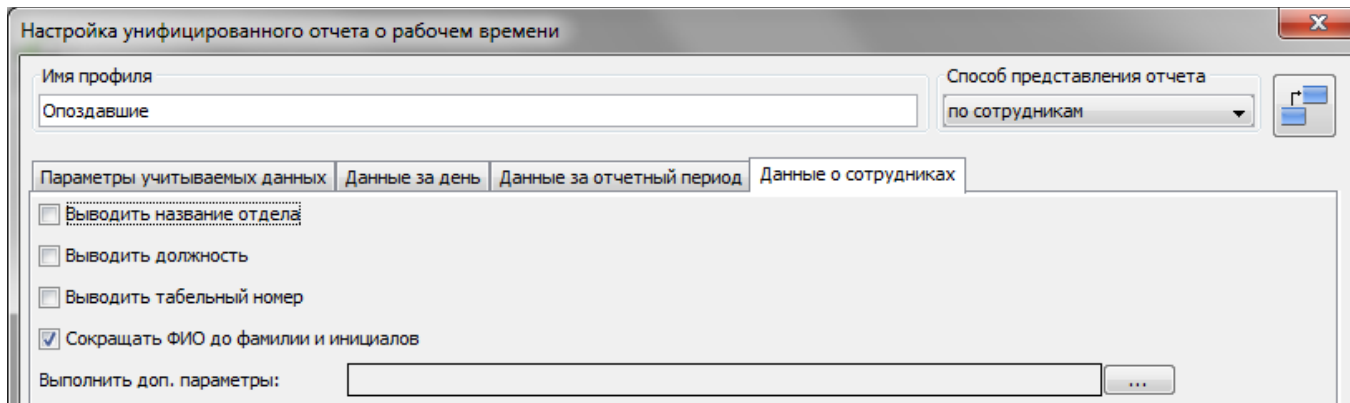 Настройка унифицированного отчета о рабочем времени
Имя профиля
Способ представления отчета
Опоздавшие
по сотрудникам
Параметры учитываемых данных Данные за день Данные за отчетный период Данные о сотрудниках
Выводить название отдела
Выводить должность
Выводить табельный номер
Сокращать ФИО до фамилии и инициалов
Выполнить доп. параметры:
...